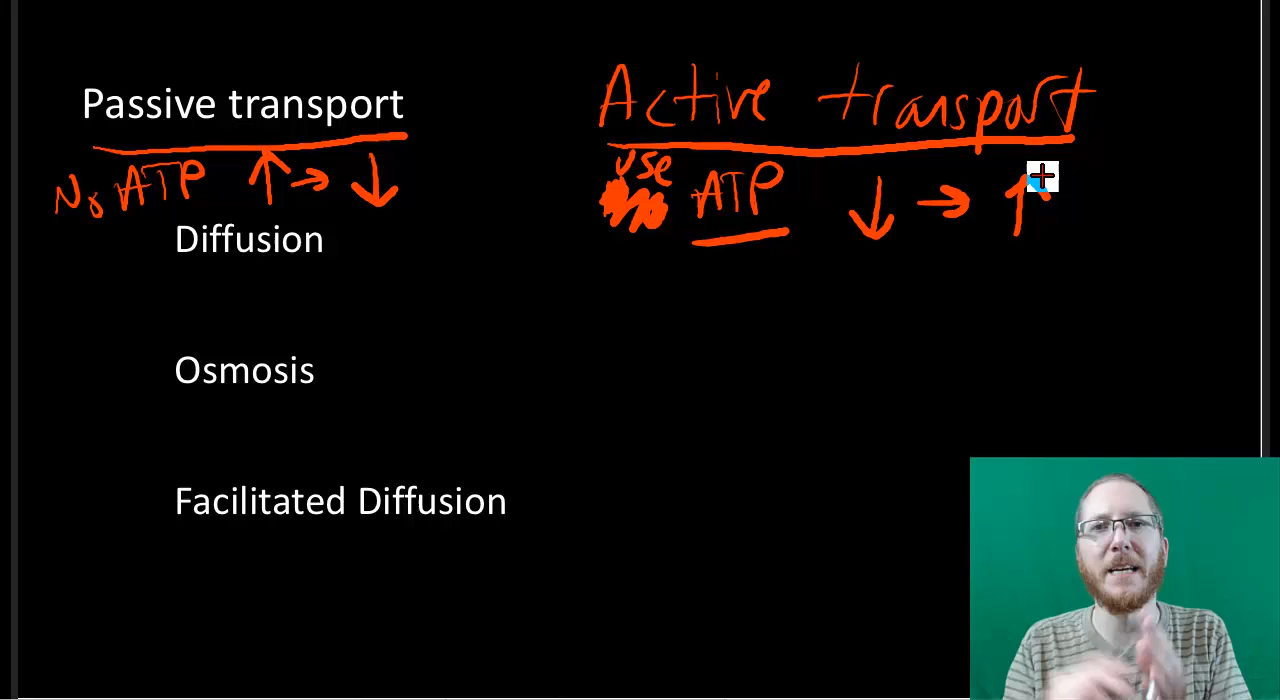 Passive transport
No ATP ↑ → ↓
Diffusion
Osmosis
Facilitated Diffusion
Active transport
use ATP ↓ → ↑